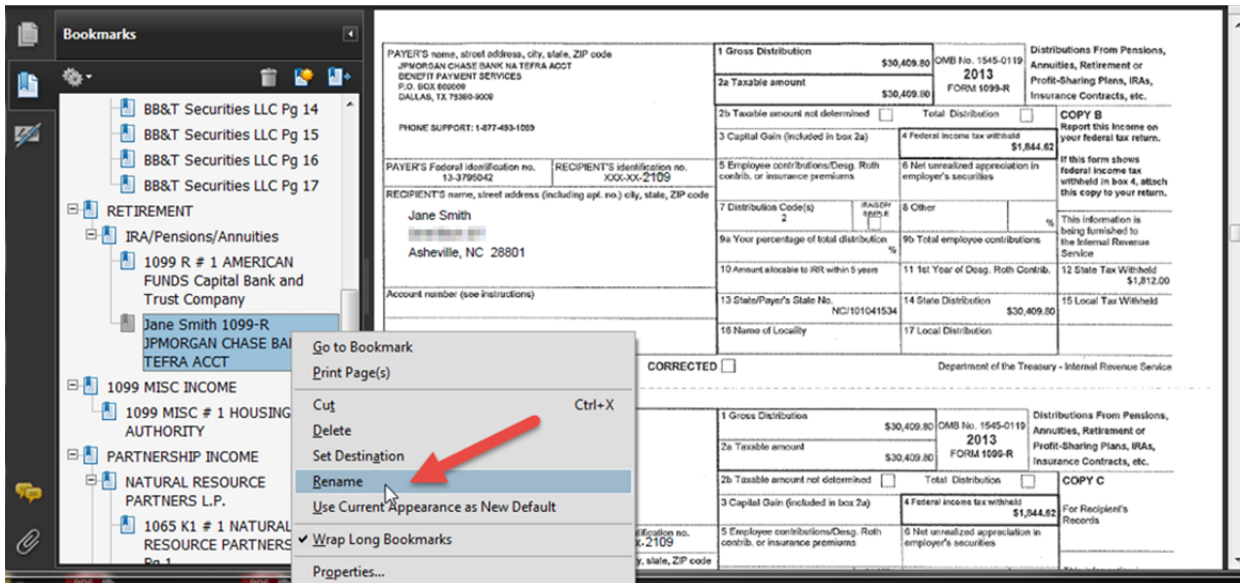 Bookmarks
BB&T Securities LLC Pg 14
BB&T Securities LLC Pg 15
BB&T Securities LLC Pg 16
BB&T Securities LLC Pg 17
RETIREMENT
IRA/Pensions/Annuities
1099 R # 1 AMERICAN
FUNDS Capital Bank and
Trust Company
Jane Smith 1099-R
JPMORGAN CHASE BA
TEFRA ACCT
1099 MISC INCOME
1099 MISC # 1 HOUSING
AUTHORITY
PARTNERSHIP INCOME
NATURAL RESOURCE
PARTNERS L.P.
1065 K1 # 1 NATURAL
RESOURCE PARTNERS
Pg 1
Go to Bookmark
Print Page(s)
Cut Ctrl+X
Delete
Set Destination
Rename
Use Current Appearance as New Default
Wrap Long Bookmarks
Properties...
PAYER'S name, street address, city, state, ZIP code
JPMORGAN CHASE BANK NA TEFRA ACCT
BENEFIT PAYMENT SERVICES
P.O. BOX
DALLAS, TX
PHONE SUPPORT: 1-877-493-1099
PAYER'S Federal identification no.
13-3795042
RECIPIENT'S identification no.
XXX-XX-2109
RECIPIENT'S name, street address (including apt. no.) city, state, ZIP code
Jane Smith
Asheville, NC 28801
Account number (see instructions)
1 Gross Distribution
$30,409.80
2a Taxable amount
$30,409.80
OMB No. 1545-0119
2013
FORM 1099-R
Distributions From Pensions,
Annuities, Retirement or
Profit-Sharing Plans, IRAs,
Insurance Contracts, etc.
2b Taxable amount not determined
Total Distribution
COPY B
Report this income on
your federal tax return.
If this form shows
federal income tax
withheld in box 4, attach
this copy to your return.
3 Capital Gain (included in box 2a)
4 Federal income tax withheld
$1,844.62
5 Employee contributions/Desg. Roth
contrib. or insurance premiums
6 Net unrealized appreciation in
employer's securities
7 Distribution Code(s)
2
IRA/SEP/
SIMPLE
8 Other
%
This information is
being furnished to
the Internal Revenue
Service
9a Your percentage of total distribution
%
9b Total employee contributions
10 Amount allocable to IRR within 5 years
11 1st Year of Desg. Roth Contrib.
12 State Tax Withheld
$1,812.00
13 State/Payer's State No.
NC/101041534
14 State Distribution
$30,409.80
15 Local Tax Withheld
16 Name of Locality
17 Local Distribution
CORRECTED
Department of the Treasury - Internal Revenue Service
1 Gross Distribution
$30,409.80
2a Taxable amount
$30,409.80
OMB No. 1545-0119
2013
FORM 1099-R
Distributions From Pensions,
Annuities, Retirement or
Profit-Sharing Plans, IRAs,
Insurance Contracts, etc.
2b Taxable amount not determined
Total Distribution
COPY C
For Recipient's
Records
3 Capital Gain (included in box 2a)
4 Federal income tax withheld
$1,844.62
identification no.
x-2109
5 Employee contributions/Desg. Roth
contrib. or insurance premiums
6 Net unrealized appreciation in
employer's securities
y, state, ZIP code